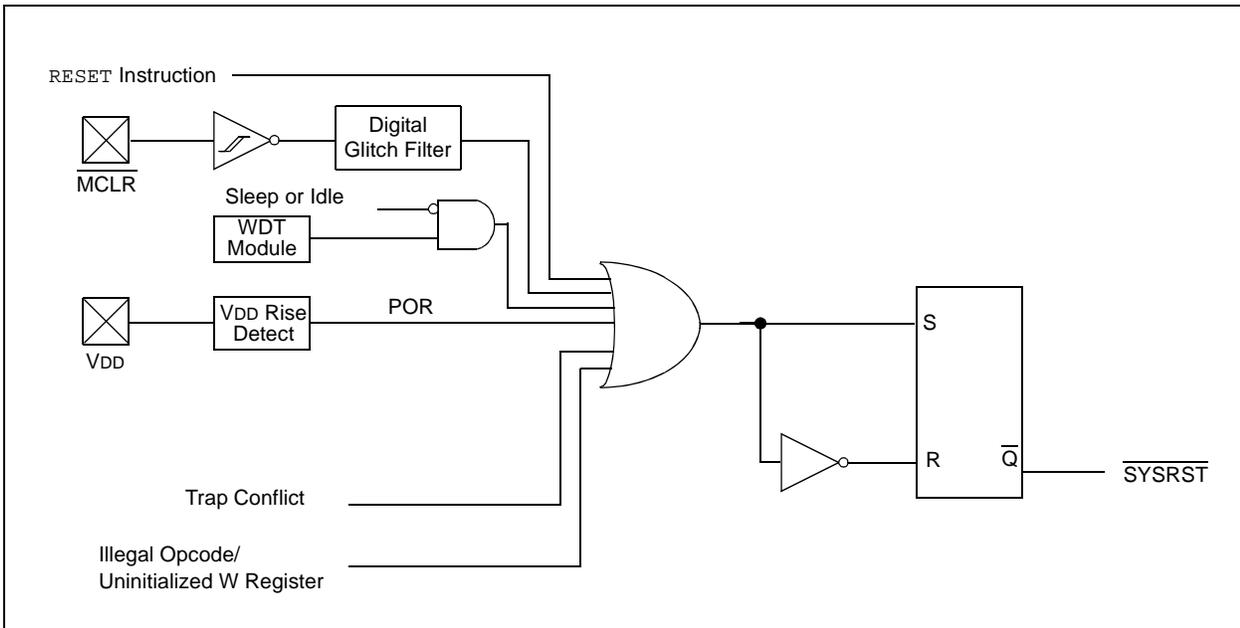 RESET Instruction
Digital
Glitch Filter
MCLR
Sleep or Idle
WDT
Module
VDD Rise
Detect
POR
VDD
S
R
Q
SYSRST
Trap Conflict
Illegal Opcode/
Uninitialized W Register